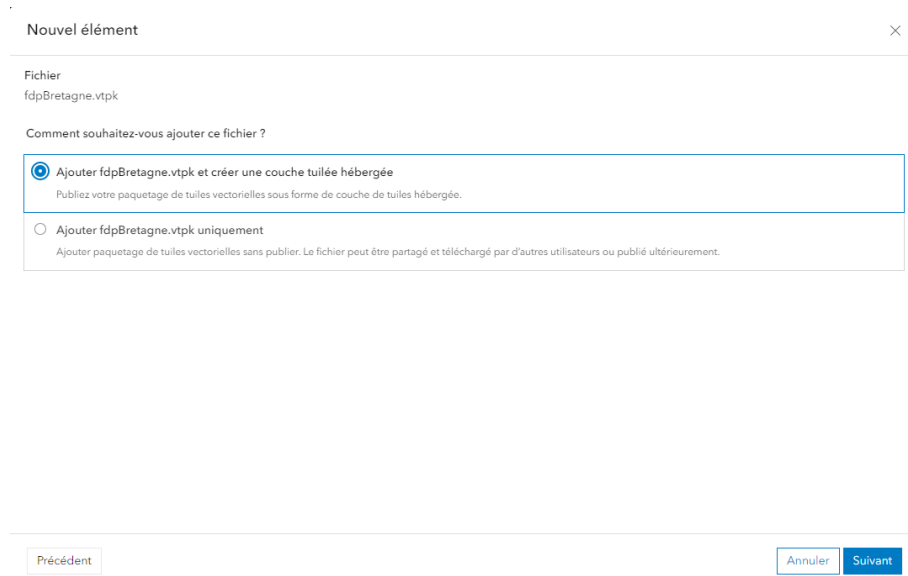 Nouvel élément
Fichier
fdpBretagne.vtpk
Comment souhaitez-vous ajouter ce fichier ?
Ajouter fdpBretagne.vtpk et créer une couche tuilée hébergée
Publiez votre paquetage de tuiles vectorielles sous forme de couche de tuiles hébergée.
Ajouter fdpBretagne.vtpk uniquement
Ajouter paquetage de tuiles vectorielles sans publier. Le fichier peut être partagé et téléchargé par d'autres utilisateurs ou publié ultérieurement.
Précédent
Annuler
Suivant